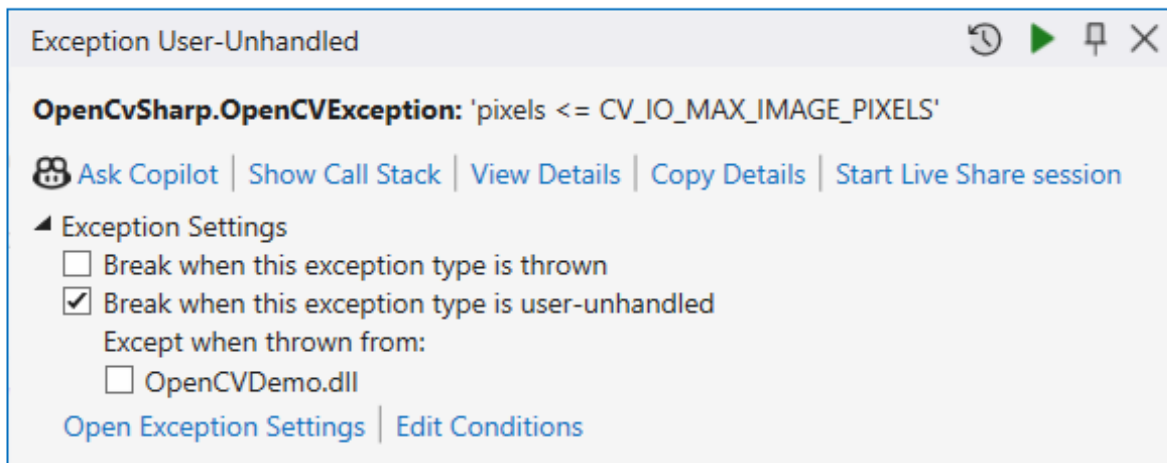 Exception User-Unhandled
OpenCvSharp.OpenCVException: 'pixels <= CV_IO_MAX_IMAGE_PIXELS'
Ask Copilot | Show Call Stack | View Details | Copy Details | Start Live Share session
Exception Settings
Break when this exception type is thrown
Break when this exception type is user-unhandled
Except when thrown from:
OpenCVDemo.dll
Open Exception Settings | Edit Conditions